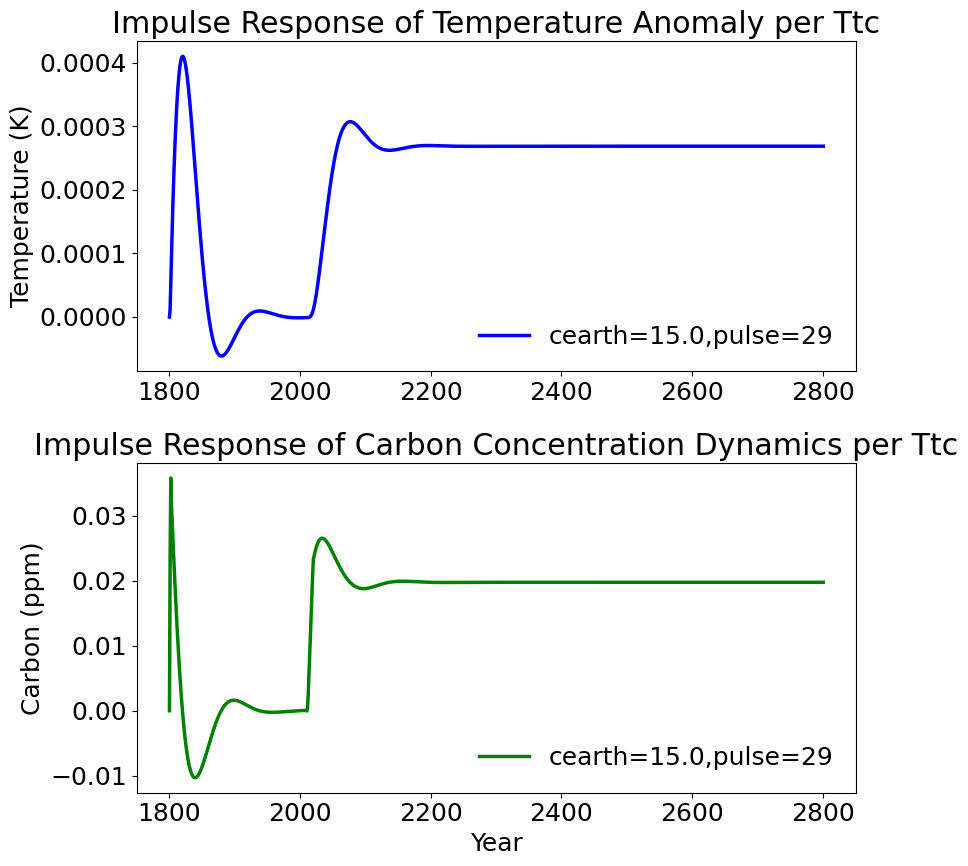 Impulse Response of Temperature Anomaly per Ttc
Temperature (K)
0.0004
0.0003
0.0002
0.0001
0.0000
cearth=15.0,pulse=29
1800 2000 2200 2400 2600 2800
Impulse Response of Carbon Concentration Dynamics per Ttc
Carbon (ppm)
0.03
0.02
0.01
0.00
−0.01
cearth=15.0,pulse=29
1800 2000 2200 2400 2600 2800
Year